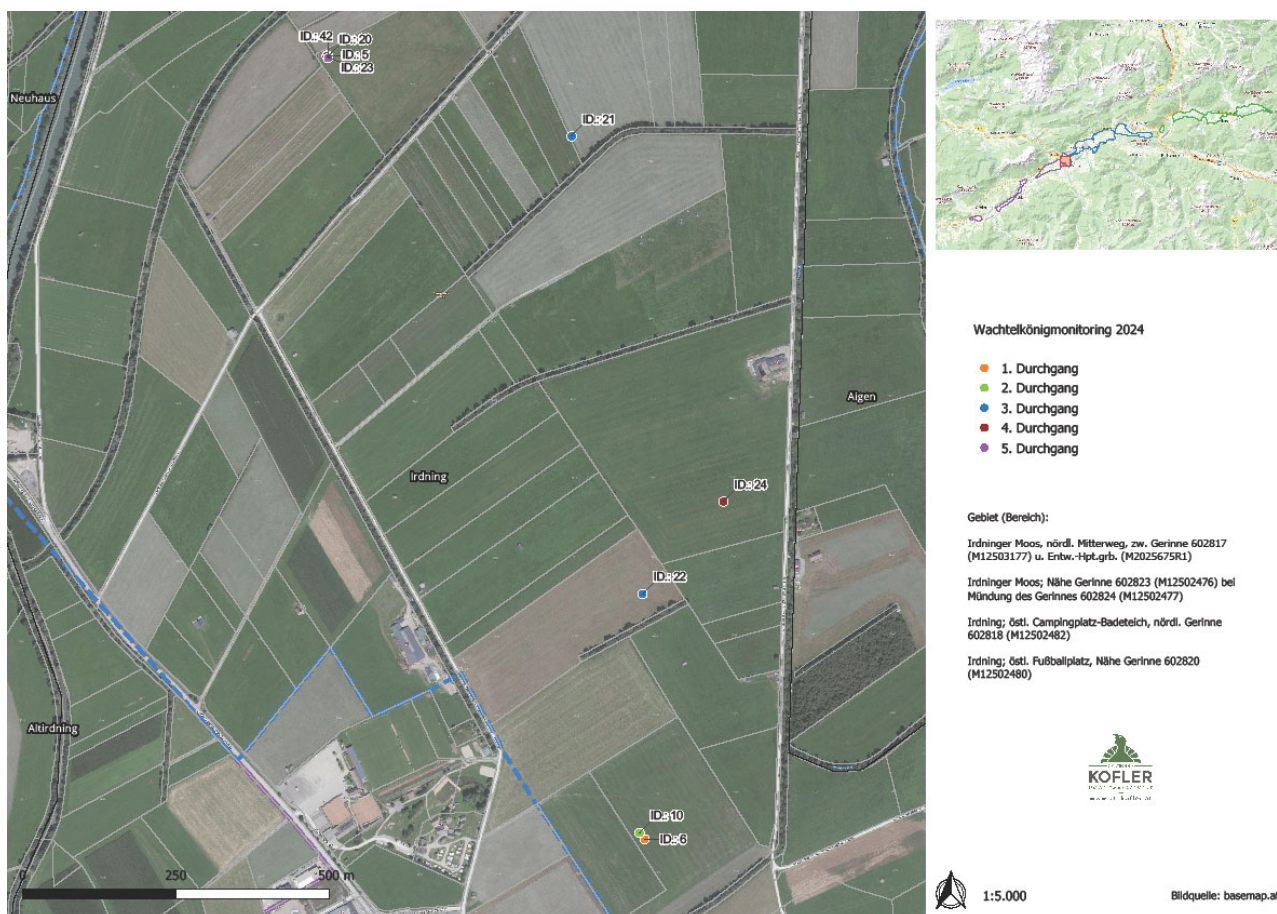 ID.: 42
ID.: 20
ID.: 5
ID.: 23
Neuhaus
ID.: 21
Aigen
Irdning
ID.: 24
ID.: 22
Altirdning
ID.: 10
ID.: 6
0
250
500 m
Wachtelkönigmonitoring 2024
1. Durchgang
2. Durchgang
3. Durchgang
4. Durchgang
5. Durchgang
Gebiet (Bereich):
Irdninger Moos, nördl. Mitterweg, zw. Gerinne 602817
(M12503177) u. Entw.-Hpt.grb. (M2025675R1)
Irdninger Moos; Nähe Gerinne 602823 (M12502476) bei
Mündung des Gerinnes 602824 (M12502477)
Irdning; östl. Campingplatz-Badeteich, nördl. Gerinne
602818 (M12502482)
Irdning; östl. Fußballplatz, Nähe Gerinne 602820
(M12502480)
KOFLER
1:5.000
Bildquelle: basemap.at